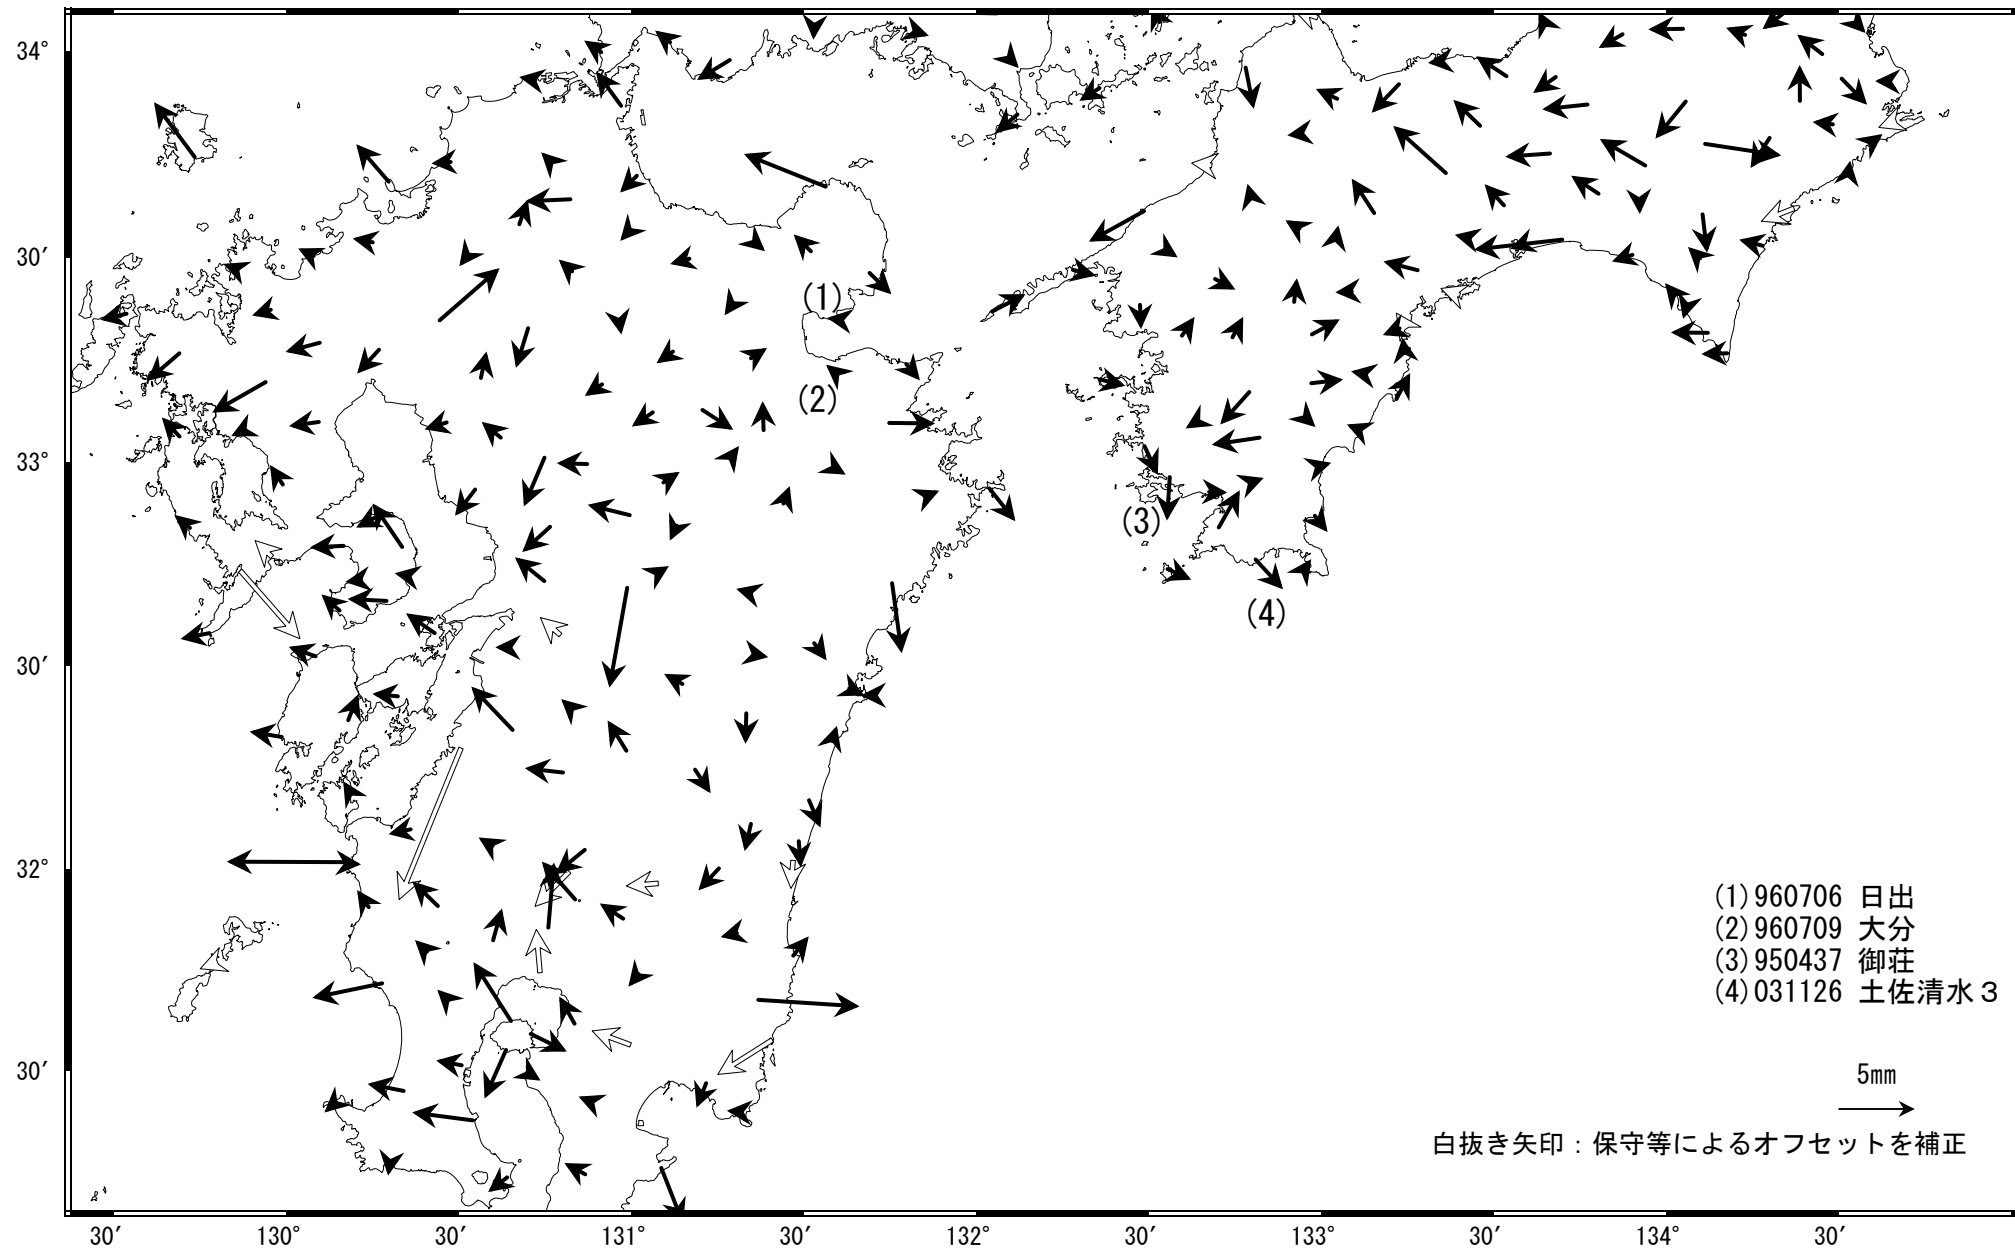 34°
30′
33°
30′
32°
30′
(1)
(2)
(3)
(4)
(1)960706 日出
(2)960709 大分
(3)950437 御荘
(4)031126 土佐清水３
5mm
白抜き矢印：保守等によるオフセットを補正
30′ 130° 30′ 131° 30′ 132° 30′ 133° 30′ 134° 30′